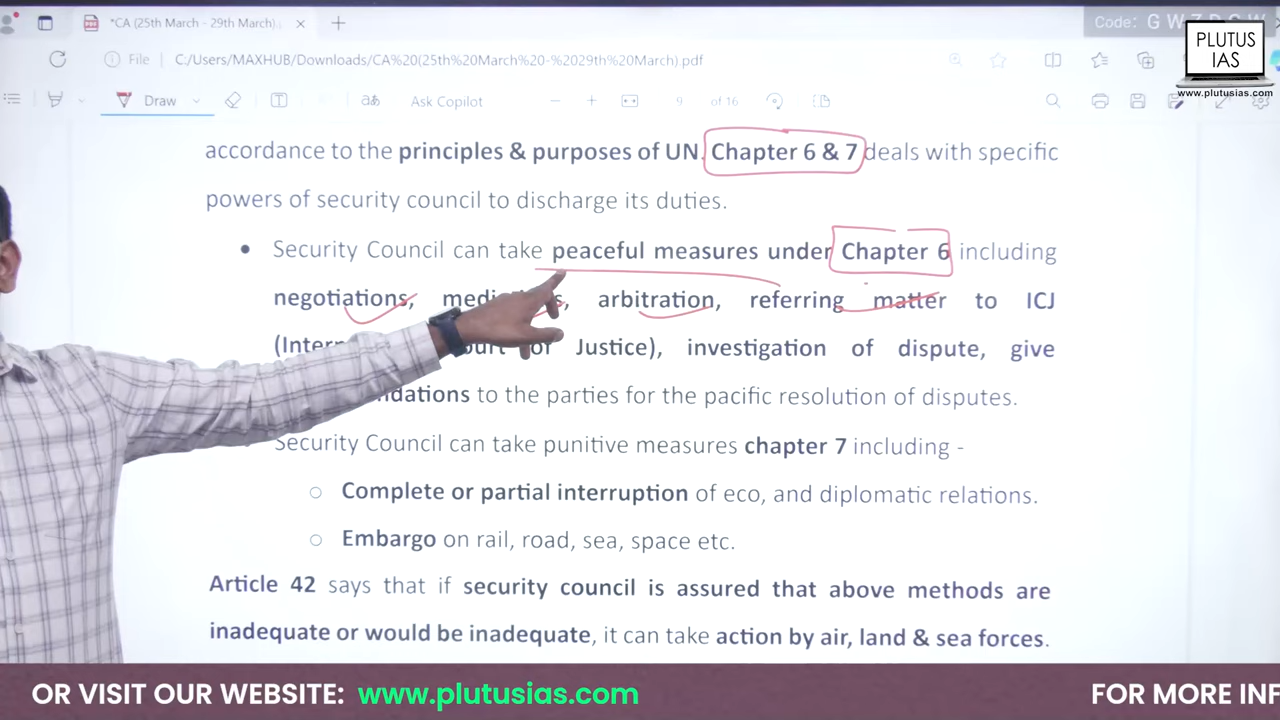 *CA (25th March - 29th March).
Code: G W Z D G W
PLUTUS
IAS
www.plutusias.com
File
C:/Users/MAXHUB/Downloads/CA%20(25th%20March%20-%2029th%20March).pdf
Draw
Ask Copilot
9 of 16
accordance to the principles & purposes of UN. Chapter 6 & 7 deals with specific
powers of security council to discharge its duties.
• Security Council can take peaceful measures under Chapter 6 including
negotiations, arbitration, referring matter to ICJ
of Justice), investigation of dispute, give
to the parties for the pacific resolution of disputes.
Security Council can take punitive measures chapter 7 including -
○ Complete or partial interruption of eco, and diplomatic relations.
○ Embargo on rail, road, sea, space etc.
Article 42 says that if security council is assured that above methods are
inadequate or would be inadequate, it can take action by air, land & sea forces.
OR VISIT OUR WEBSITE: www.plutusias.com
FOR MORE INF